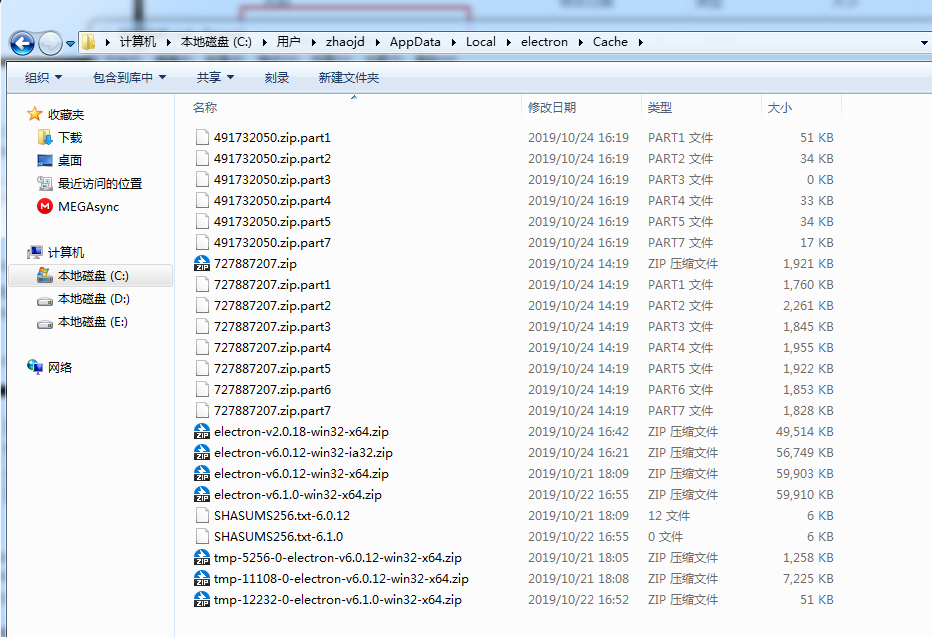 计算机 本地磁盘 (C:) 用户 zhaojd AppData Local electron Cache
组织 包含到库中 共享 刻录 新建文件夹
收藏夹
下载
桌面
最近访问的位置
MEGAsync
计算机
本地磁盘 (C:)
本地磁盘 (D:)
本地磁盘 (E:)
网络
名称 修改日期 类型 大小
491732050.zip.part1 2019/10/24 16:19 PART1 文件 51 KB
491732050.zip.part2 2019/10/24 16:19 PART2 文件 34 KB
491732050.zip.part3 2019/10/24 16:19 PART3 文件 0 KB
491732050.zip.part4 2019/10/24 16:19 PART4 文件 33 KB
491732050.zip.part5 2019/10/24 16:19 PART5 文件 34 KB
491732050.zip.part7 2019/10/24 16:19 PART7 文件 17 KB
727887207.zip 2019/10/24 14:19 ZIP 压缩文件 1,921 KB
727887207.zip.part1 2019/10/24 14:19 PART1 文件 1,760 KB
727887207.zip.part2 2019/10/24 14:19 PART2 文件 2,261 KB
727887207.zip.part3 2019/10/24 14:19 PART3 文件 1,845 KB
727887207.zip.part4 2019/10/24 14:19 PART4 文件 1,955 KB
727887207.zip.part5 2019/10/24 14:19 PART5 文件 1,922 KB
727887207.zip.part6 2019/10/24 14:19 PART6 文件 1,853 KB
727887207.zip.part7 2019/10/24 14:19 PART7 文件 1,828 KB
electron-v2.0.18-win32-x64.zip 2019/10/24 16:42 ZIP 压缩文件 49,514 KB
electron-v6.0.12-win32-ia32.zip 2019/10/24 16:21 ZIP 压缩文件 56,749 KB
electron-v6.0.12-win32-x64.zip 2019/10/21 18:09 ZIP 压缩文件 59,903 KB
electron-v6.1.0-win32-x64.zip 2019/10/22 16:55 ZIP 压缩文件 59,910 KB
SHASUMS256.txt-6.0.12 2019/10/21 18:09 12 文件 6 KB
SHASUMS256.txt-6.1.0 2019/10/22 16:55 0 文件 6 KB
tmp-5256-0-electron-v6.0.12-win32-x64.zip 2019/10/21 18:05 ZIP 压缩文件 1,258 KB
tmp-11108-0-electron-v6.0.12-win32-x64.zip 2019/10/21 18:08 ZIP 压缩文件 7,225 KB
tmp-12232-0-electron-v6.1.0-win32-x64.zip 2019/10/22 16:52 ZIP 压缩文件 51 KB